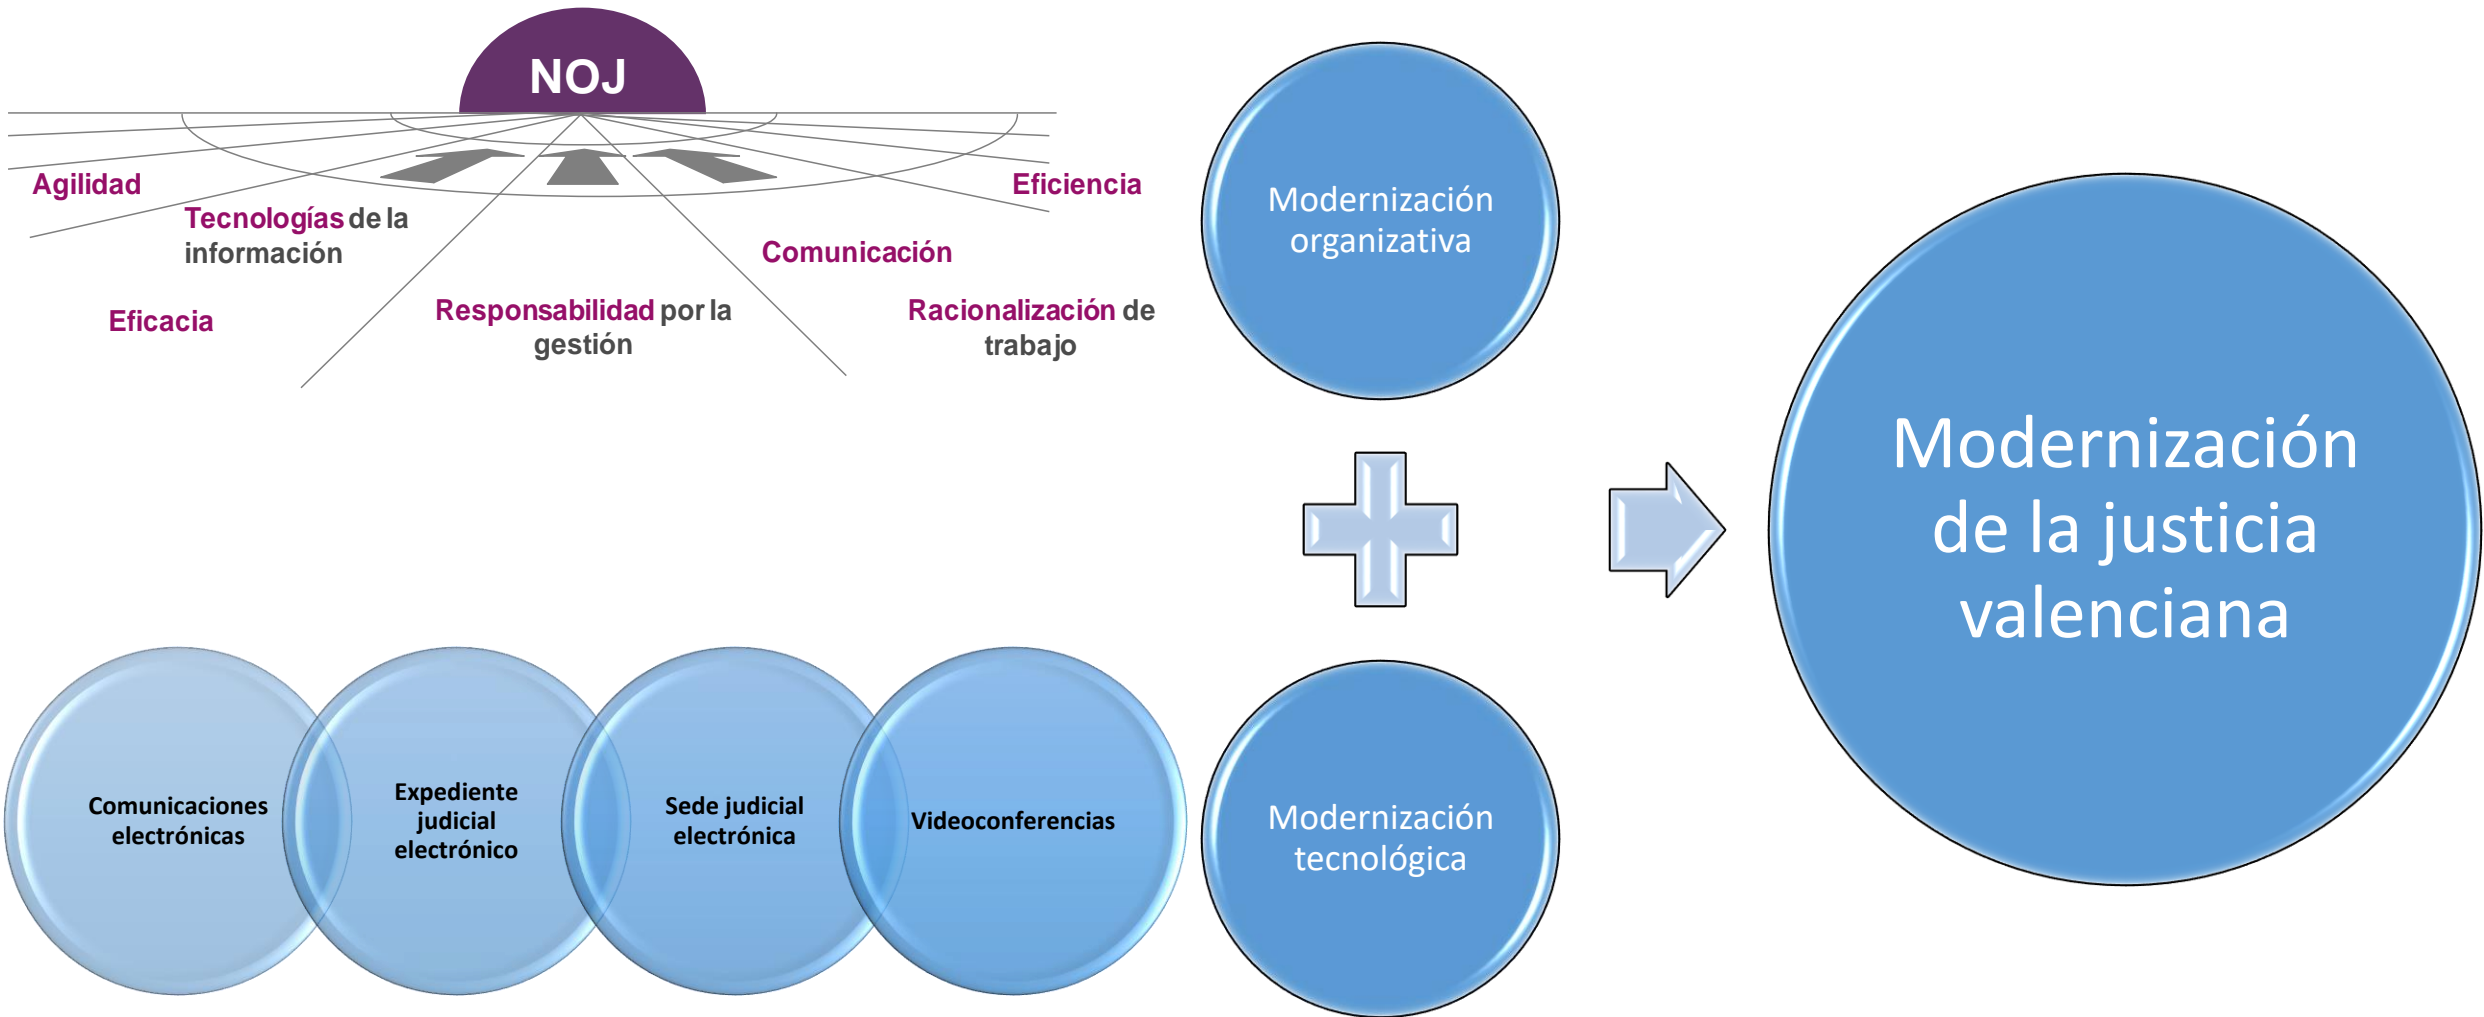 NOJ
Agilidad
Eficiencia
Tecnologías de la
información
Comunicación
Eficacia
Responsabilidad por la
gestión
Racionalización de
trabajo
Comunicaciones
electrónicas
Expediente
judicial
electrónico
Sede judicial
electrónica
Videoconferencias
Modernización
organizativa
Modernización
tecnológica
Modernización
de la justicia
valenciana